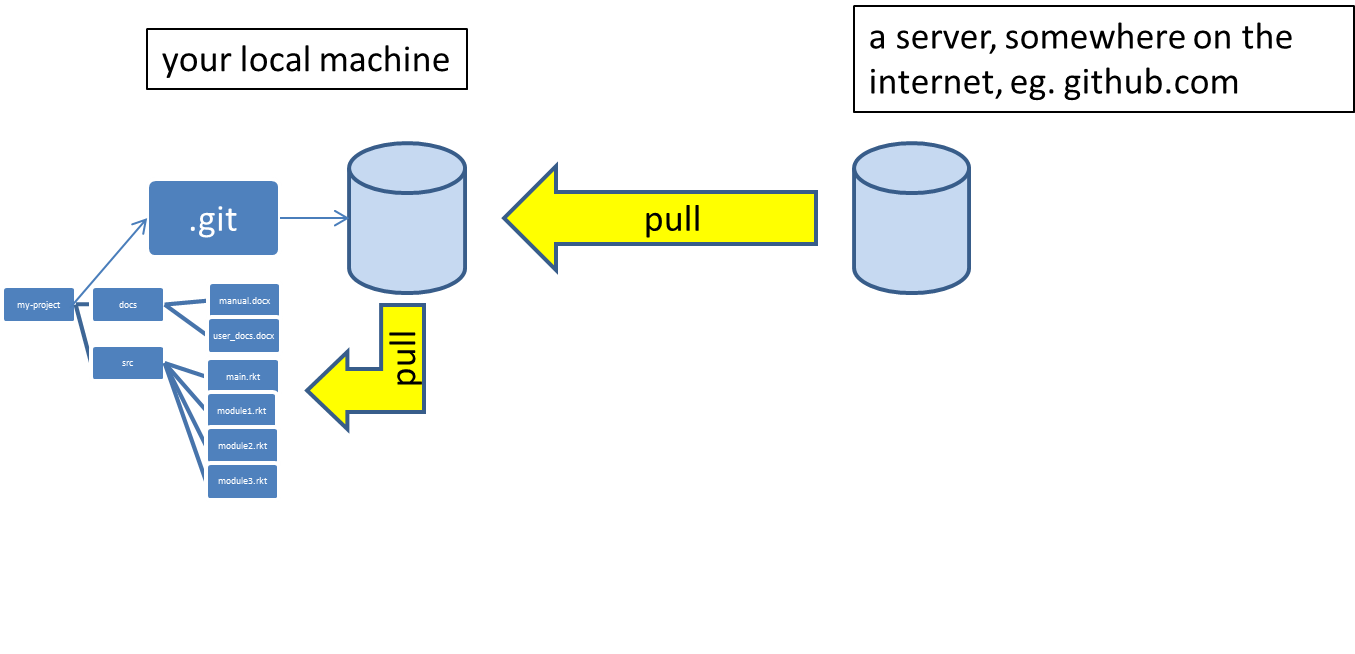 your local machine
a server, somewhere on the
internet, eg. github.com
.git
pull
my-project
docs
manual.docx
user_docs.docx
pull
src
main.rkt
module1.rkt
module2.rkt
module3.rkt